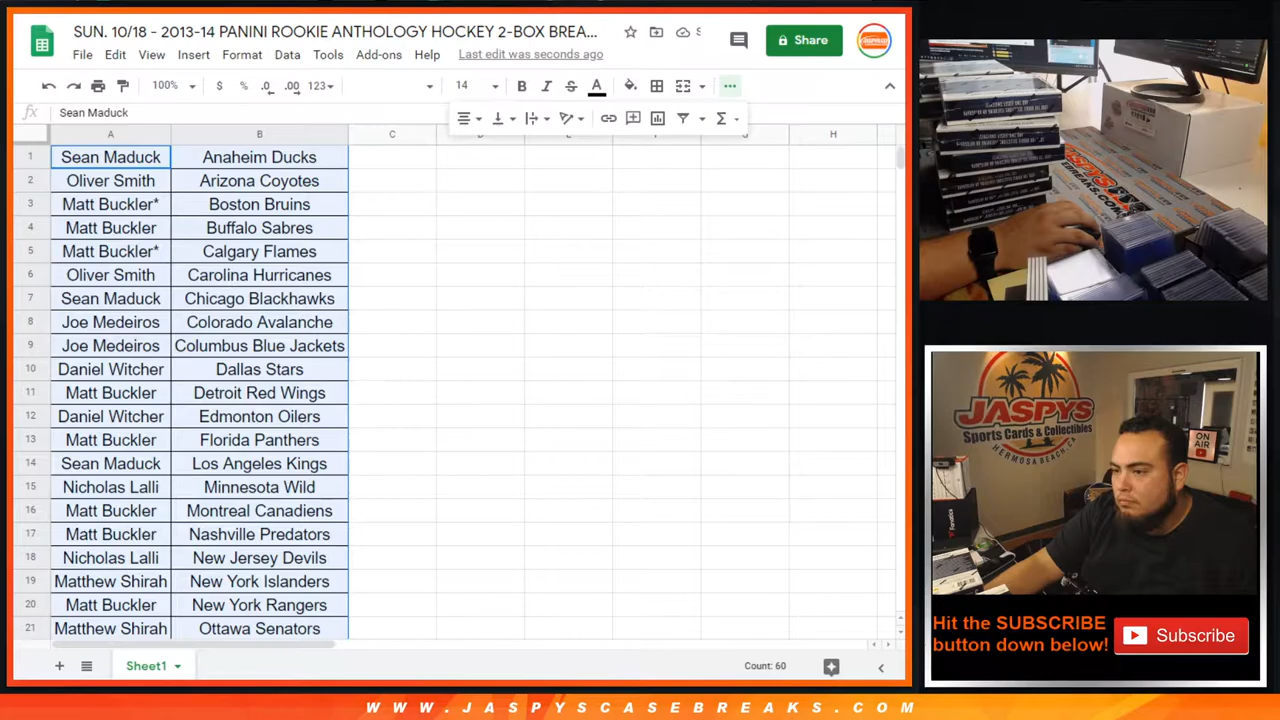 SUN. 10/18 - 2013-14 PANINI ROOKIE ANTHOLOGY HOCKEY 2-BOX BREA...
File Edit View Insert Format Data Tools Add-ons Help Last edit was seconds ago
Share
100% $ % .0 .00 123 14 B I S A
fx Sean Maduck
A B C D E F G H
1 Sean Maduck Anaheim Ducks
2 Oliver Smith Arizona Coyotes
3 Matt Buckler* Boston Bruins
4 Matt Buckler Buffalo Sabres
5 Matt Buckler* Calgary Flames
6 Oliver Smith Carolina Hurricanes
7 Sean Maduck Chicago Blackhawks
8 Joe Medeiros Colorado Avalanche
9 Joe Medeiros Columbus Blue Jackets
10 Daniel Witcher Dallas Stars
11 Matt Buckler Detroit Red Wings
12 Daniel Witcher Edmonton Oilers
13 Matt Buckler Florida Panthers
14 Sean Maduck Los Angeles Kings
15 Nicholas Lalli Minnesota Wild
16 Matt Buckler Montreal Canadiens
17 Matt Buckler Nashville Predators
18 Nicholas Lalli New Jersey Devils
19 Matthew Shirah New York Islanders
20 Matt Buckler New York Rangers
21 Matthew Shirah Ottawa Senators
Sheet1
Count: 60
JASPYS
CASEBREAKS.COM
JASPYS
Sports Cards & Collectibles
HERMOSA BEACH, CA
ON AIR
Fanatics
Hit the SUBSCRIBE
button down below!
Subscribe
WWW.JASPYSCASEBREAKS.COM